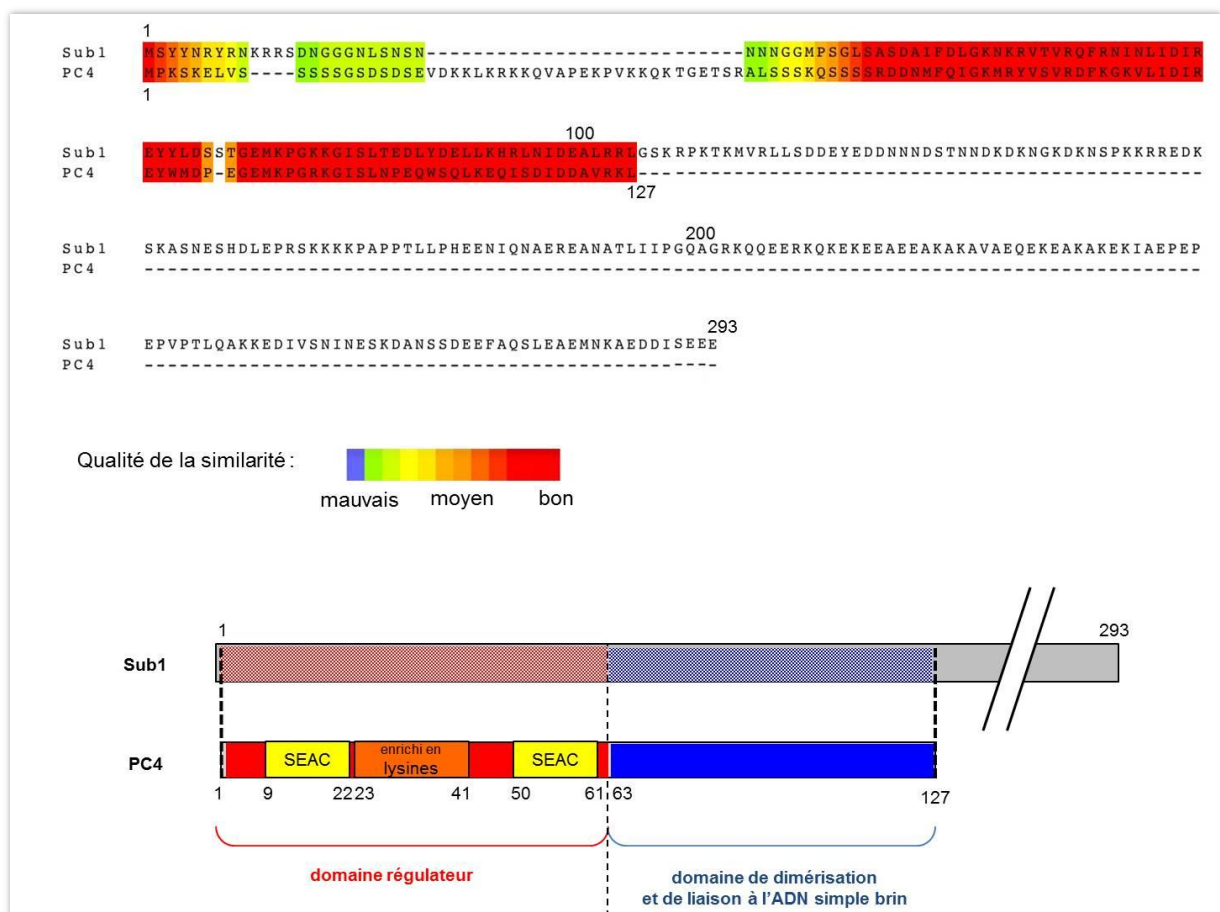 1
Sub1 MSYYNRYRNKRRSDNGGGNLSNSN---------------------------NNNGGMPSGLSASDAIFDLGKNKRVTVRQFRNINLIDIR
PC4 MPKSKELVS----SSSSGSDSDSEVDKKLKRKKQVAPEKPVKKQKTGETSRALSSSKQSSSSRDDNMFQIGKMRYVSVRDFKGKVLIDIR
1
100
Sub1 EYYLDSSTGEMKPGKKGISLTEDLYDELLKHRLNIDEALRRLGSKRPKTKMVRLLSDDEYEDDNNNDSTNNDKDKNGKDKNSPKKRREDK
PC4 EYWMDP-EGEMKPGRKGISLNPEQWSQLKEQISDIDDAVRKL------------------------------------------------
127
200
Sub1 SKASNESHDLEPRSKKKKPAPPTLLPHEENIQNAEREANATLIIPGQAGRKQQEERKQKEKEEAEEAKAKAVAEQEKEAKAKEKIAEPEP
PC4 ------------------------------------------------------------------------------------------
293
Sub1 EPVPTLQAKKEDIVSNINESKDANSSDEEFAQSLEAEMNKAEDDISEEE
PC4 -------------------------------------------------
Qualité de la similarité :
mauvais moyen bon
1 293
Sub1
PC4 SEAC enrichi en lysines SEAC
1 9 22 23 41 50 61 63 127
domaine régulateur
domaine de dimérisation
et de liaison à l'ADN simple brin